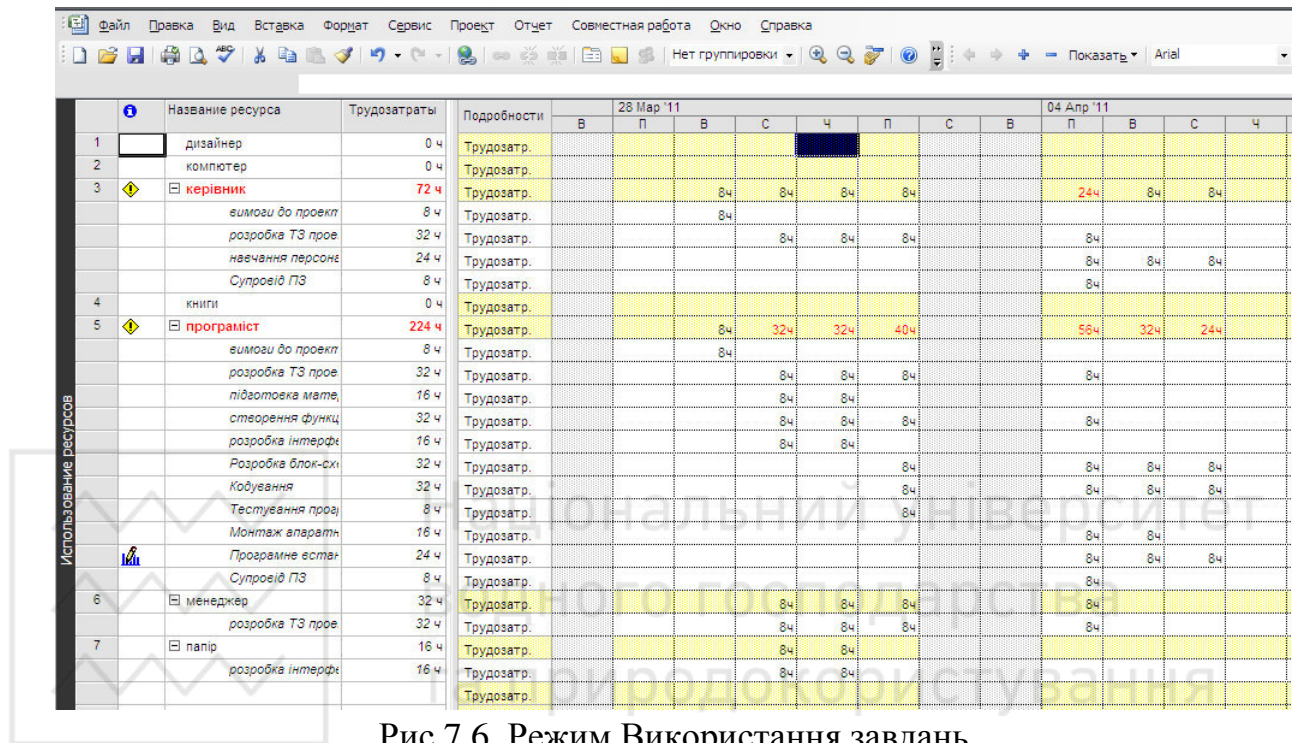 Файл Правка Вид Вставка Формат Сервис Проект Отчет Совместная работа Окно Справка
Нет группировки Показать Arial
Название ресурса Трудозатраты Подробности 28 Мар '11 04 Апр '11
В П В С Ч П С В П В С Ч
1 дизайнер 0 ч Трудозатр.
2 компютер 0 ч Трудозатр.
3 керівник 72 ч Трудозатр. 8ч 8ч 8ч 8ч 24ч 8ч 8ч
вимоги до проект 8 ч Трудозатр. 8ч
розробка ТЗ прое 32 ч Трудозатр. 8ч 8ч 8ч 8ч
навчання персона 24 ч Трудозатр. 8ч 8ч 8ч
Супровід ПЗ 8 ч Трудозатр. 8ч
4 книги 0 ч Трудозатр.
5 програміст 224 ч Трудозатр. 8ч 32ч 32ч 40ч 56ч 32ч 24ч
вимоги до проект 8 ч Трудозатр. 8ч
розробка ТЗ прое 32 ч Трудозатр. 8ч 8ч 8ч 8ч
підготовка мате 16 ч Трудозатр. 8ч 8ч
створення функц 32 ч Трудозатр. 8ч 8ч 8ч 8ч
розробка інтерфе 16 ч Трудозатр. 8ч 8ч
Розробка блок-схе 32 ч Трудозатр. 8ч 8ч 8ч 8ч
Кодування 32 ч Трудозатр. 8ч 8ч 8ч 8ч
Тестування прог 8 ч Трудозатр. 8ч
Монтаж апаратн 16 ч Трудозатр. 8ч 8ч
Програмне встан 24 ч Трудозатр. 8ч 8ч 8ч
Супровід ПЗ 8 ч Трудозатр. 8ч
6 менеджер 32 ч Трудозатр. 8ч 8ч 8ч 8ч
розробка ТЗ прое 32 ч Трудозатр. 8ч 8ч 8ч 8ч
7 папір 16 ч Трудозатр. 8ч 8ч
розробка інтерфе 16 ч Трудозатр. 8ч 8ч
Трудозатр.
Использование ресурсов
Національний університет
водного господарства
та природокористування
Рис 7.6. Режим Використання завдань